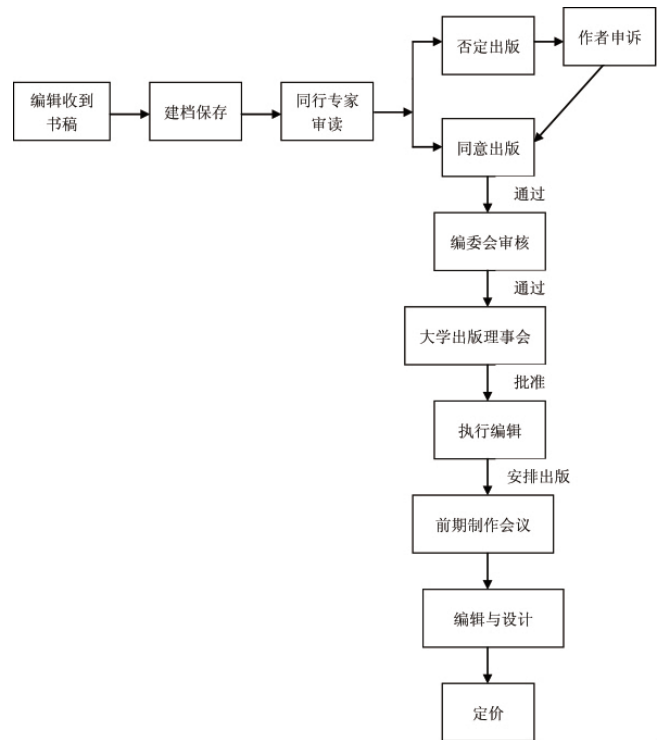 编辑收到
书稿
建档保存
同行专家
审读
否定出版
作者申诉
同意出版
通过
编委会审核
通过
大学出版理事会
批准
执行编辑
安排出版
前期制作会议
编辑与设计
定价